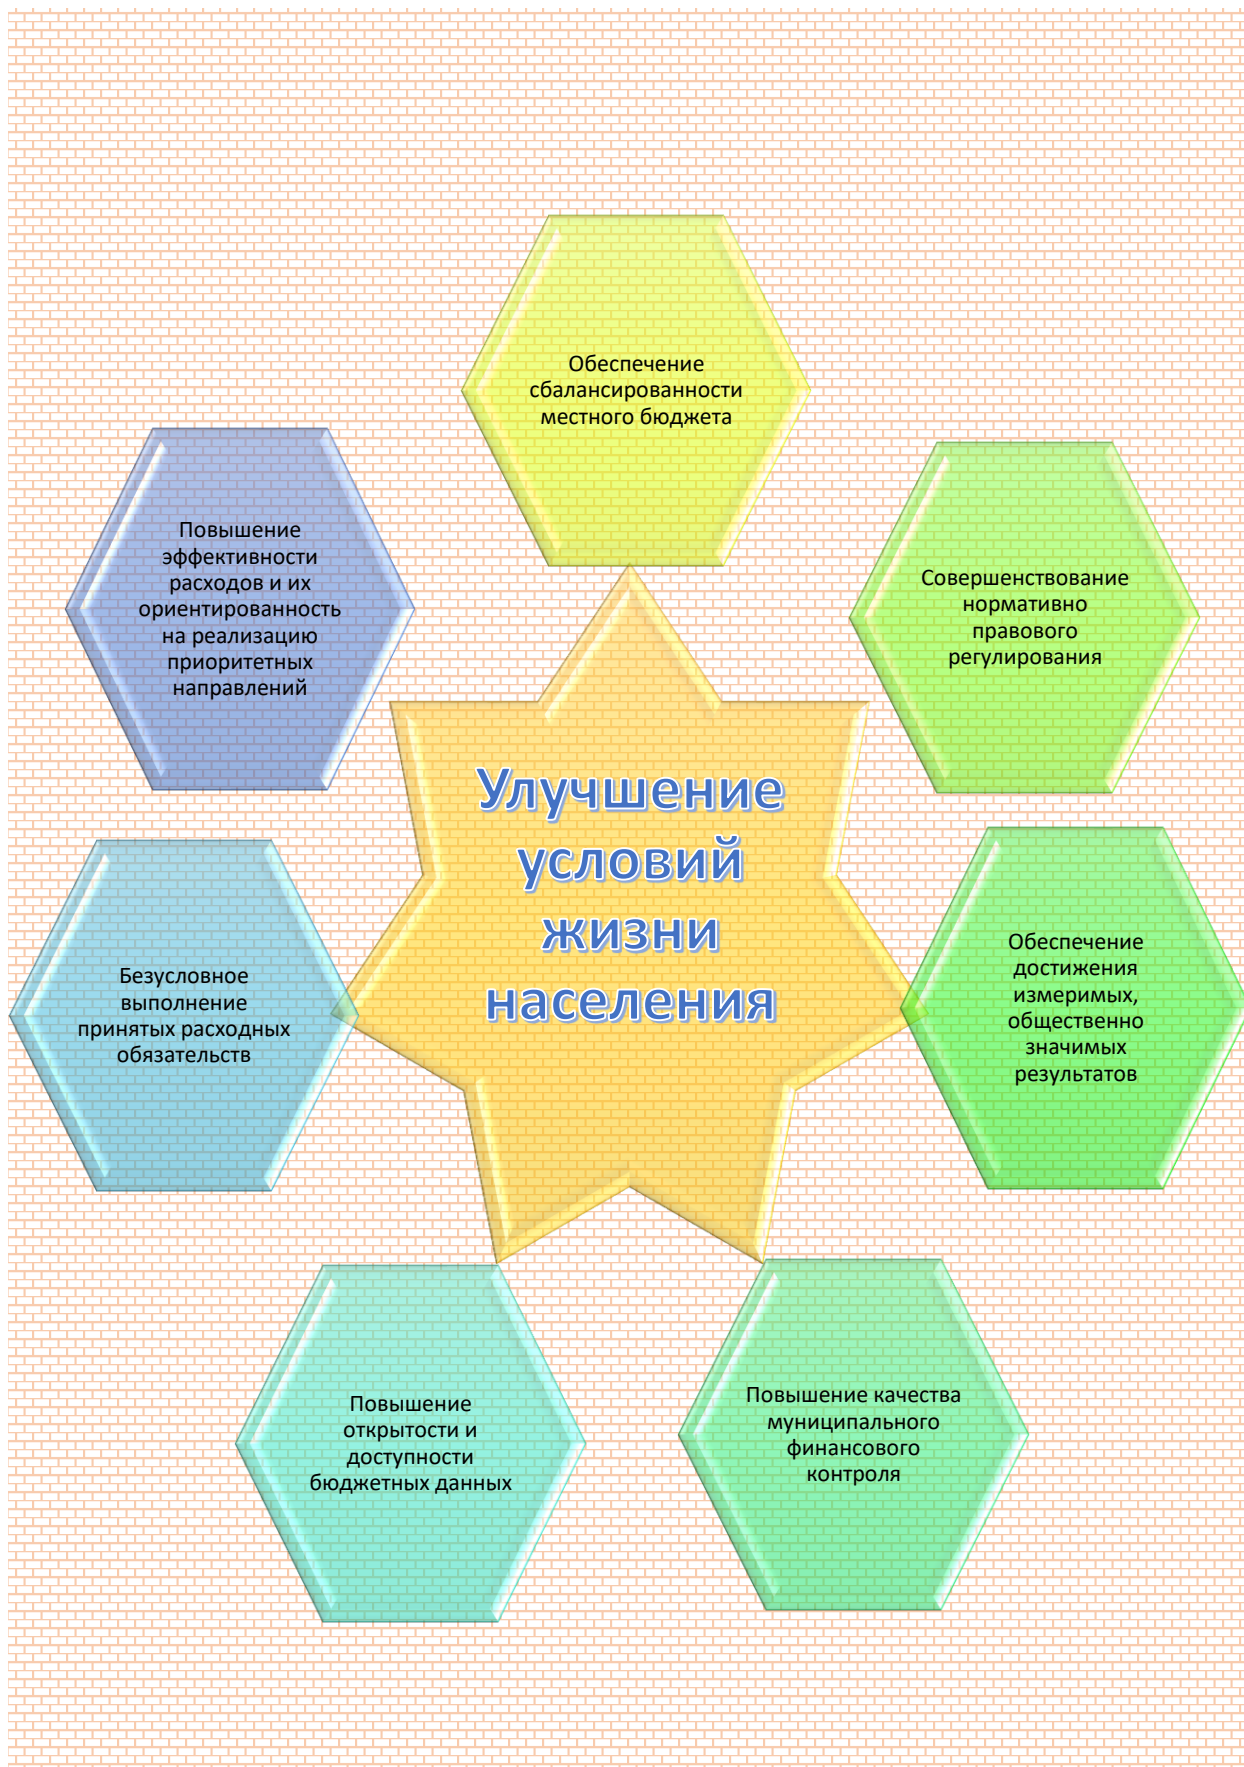 Обеспечение
сбалансированности
местного бюджета
Повышение
эффективности
расходов и их
ориентированность
на реализацию
приоритетных
направлений
Совершенствование
нормативно
правового
регулирования
Улучшение
условий
жизни
населения
Безусловное
выполнение
принятых расходных
обязательств
Обеспечение
достижения
измеримых,
общественно
значимых
результатов
Повышение
открытости и
доступности
бюджетных данных
Повышение качества
муниципального
финансового
контроля